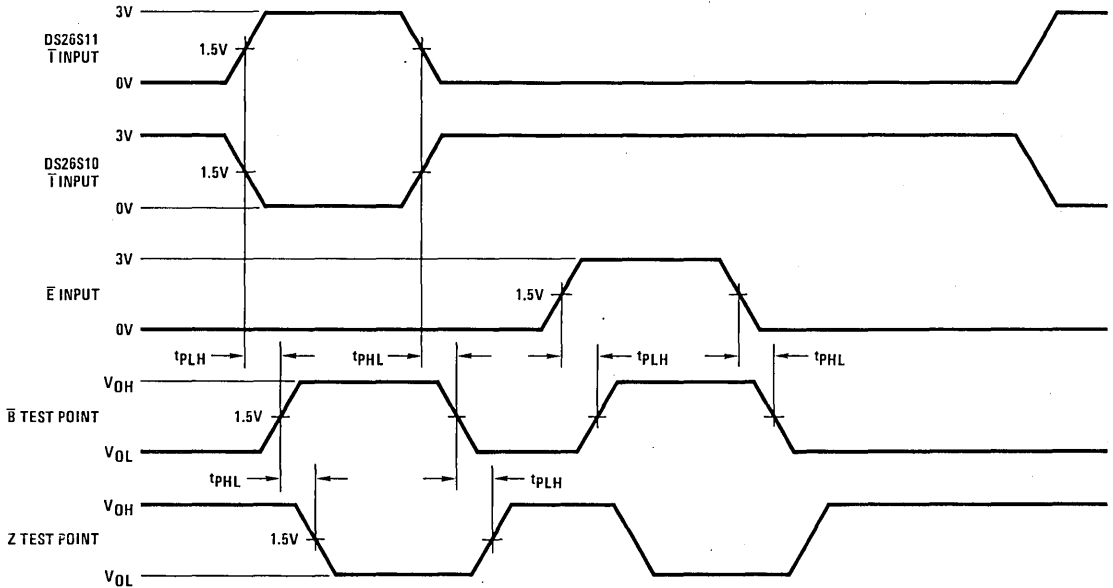 3V
DS26S11
Ī INPUT
1.5V
0V
3V
DS26S10
Ī INPUT
1.5V
0V
3V
Ē INPUT
1.5V
0V
tPLH
tPHL
tPLH
tPHL
VOH
B̄ TEST POINT
1.5V
VOL
tPHL
tPLH
VOH
Z TEST POINT
1.5V
VOL